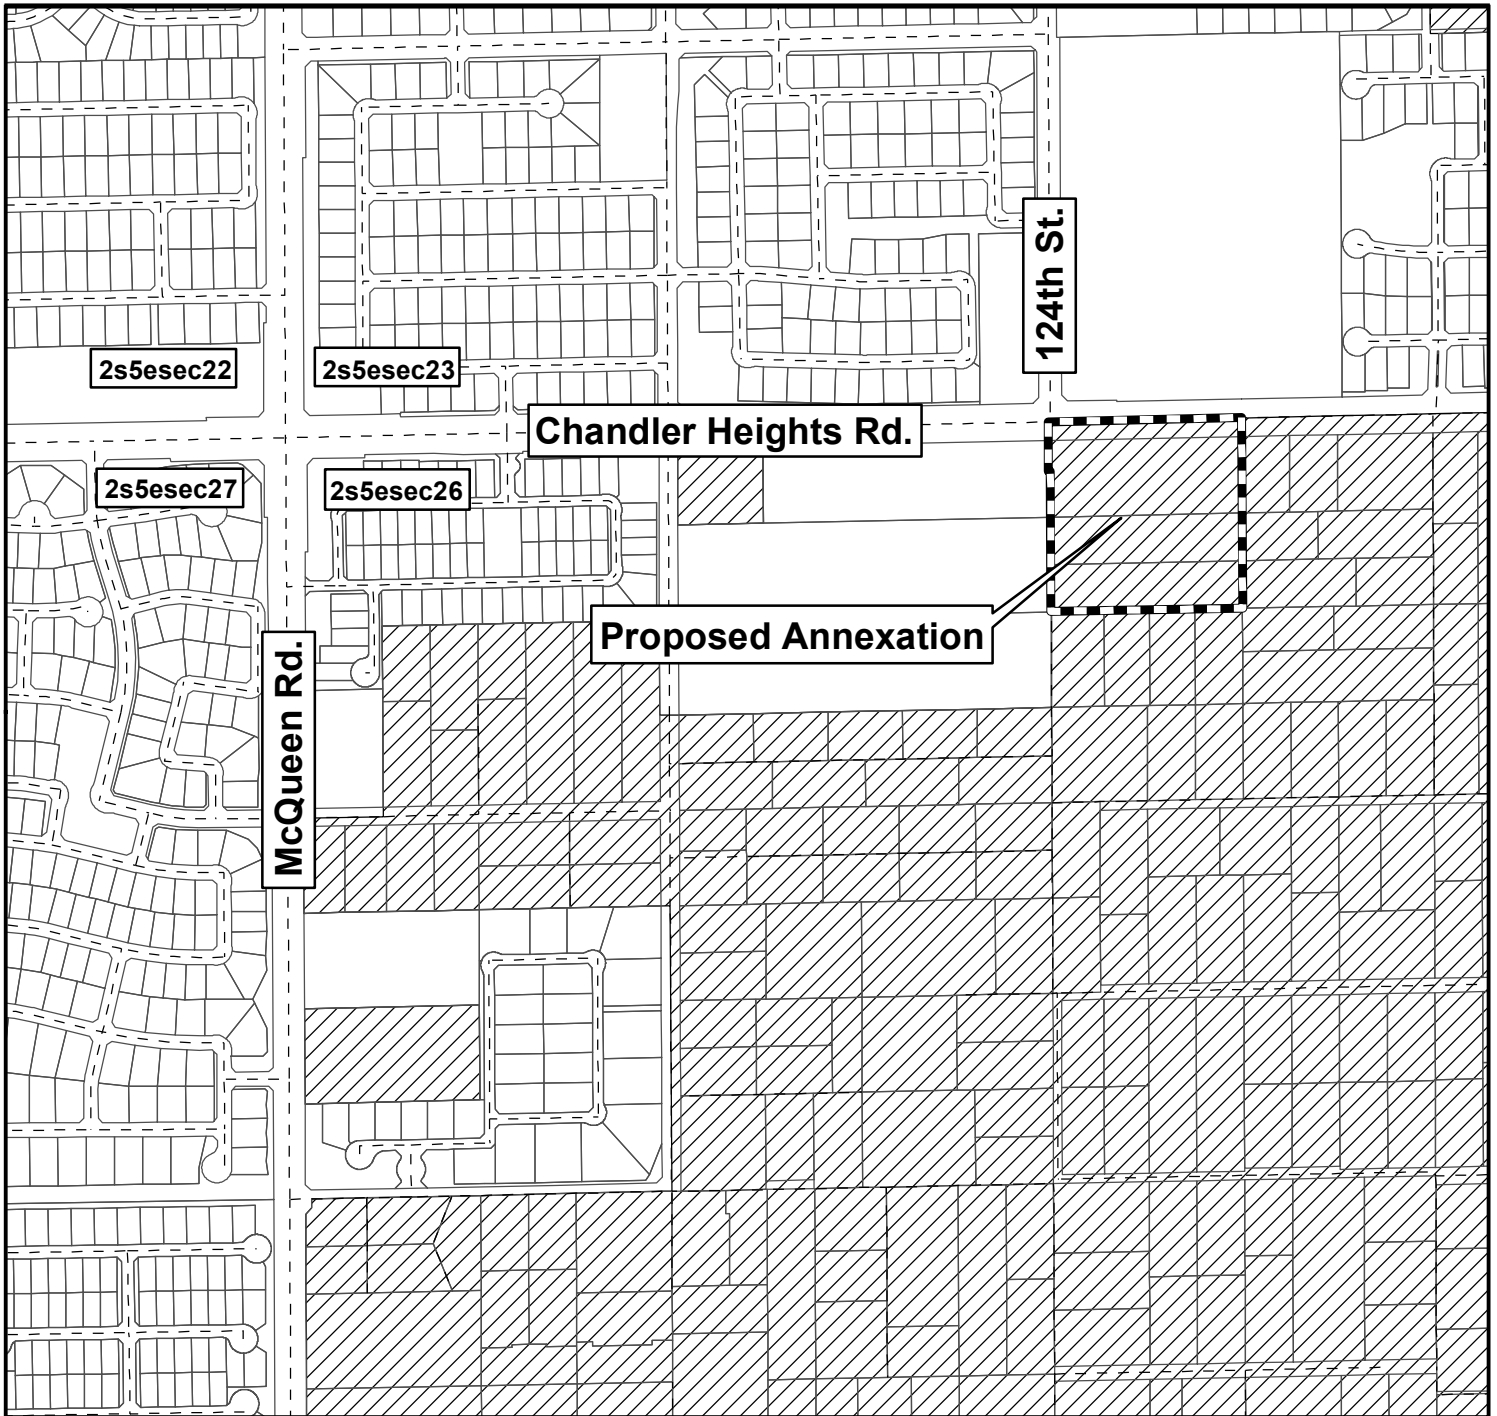 124th St.
2s5esec22
2s5esec23
Chandler Heights Rd.
2s5esec27
2s5esec26
Proposed Annexation
McQueen Rd.